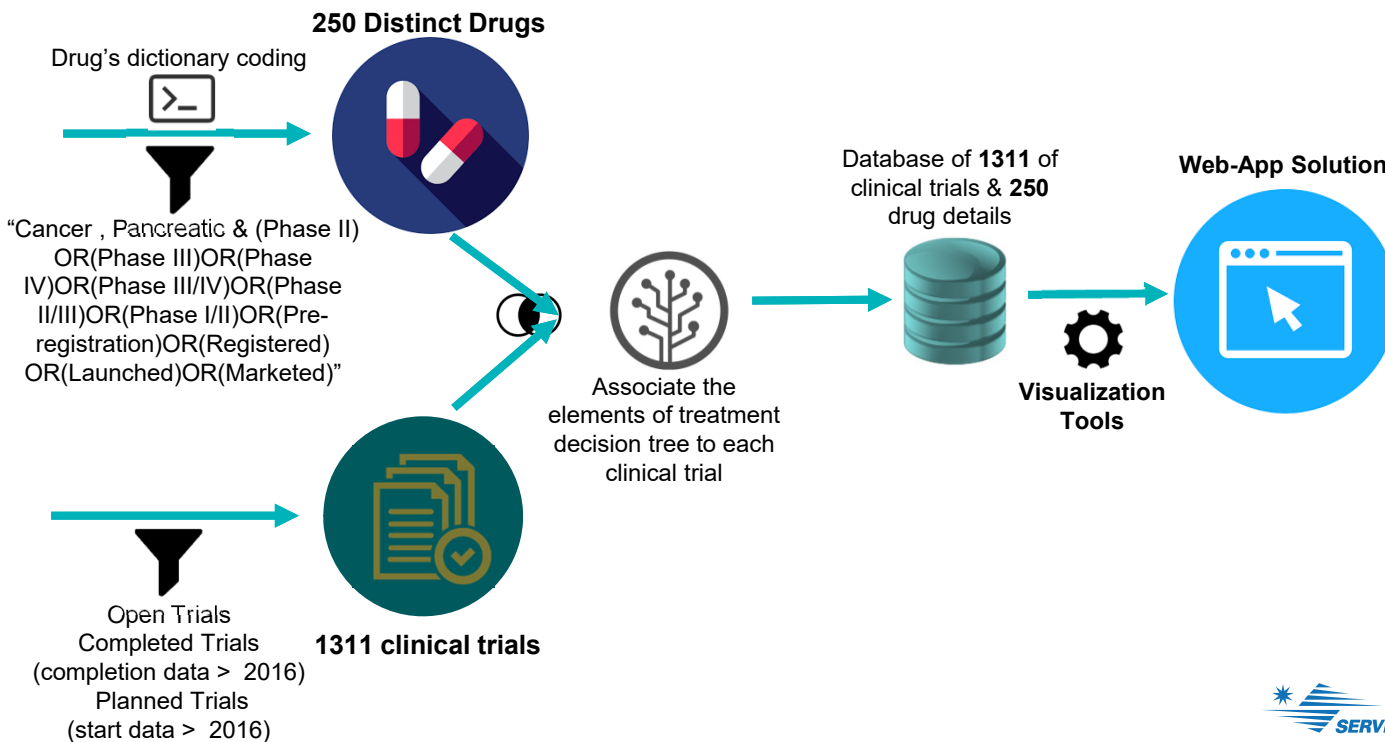 250 Distinct Drugs
Drug's dictionary coding
>_
“Cancer , Pancreatic & (Phase II)
OR(Phase III)OR(Phase
IV)OR(Phase III/IV)OR(Phase
II/III)OR(Phase I/II)OR(Pre-
registration)OR(Registered)
OR(Launched)OR(Marketed)”
Open Trials
Completed Trials
(completion data > 2016)
Planned Trials
(start data > 2016)
1311 clinical trials
Associate the
elements of treatment
decision tree to each
clinical trial
Database of 1311 of
clinical trials & 250
drug details
Visualization
Tools
Web-App Solution